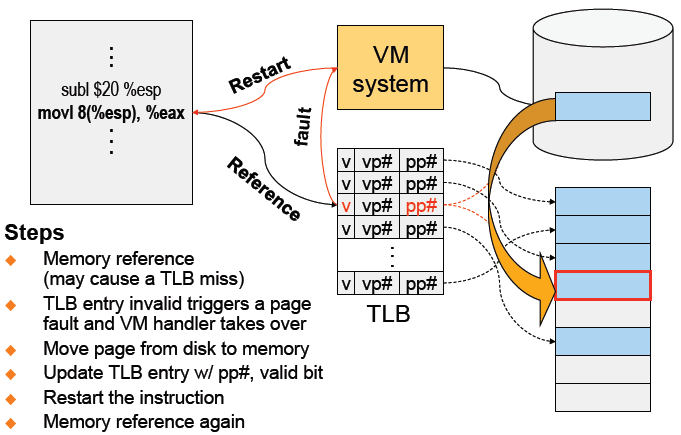 ⋮
subl $20 %esp
movl 8(%esp), %eax
⋮
Restart
VM
system
fault
Reference
v vp# pp#
v vp# pp#
v vp# pp#
v vp# pp#
⋮
v vp# pp#
TLB
Steps
Memory reference
(may cause a TLB miss)
TLB entry invalid triggers a page
fault and VM handler takes over
Move page from disk to memory
Update TLB entry w/ pp#, valid bit
Restart the instruction
Memory reference again